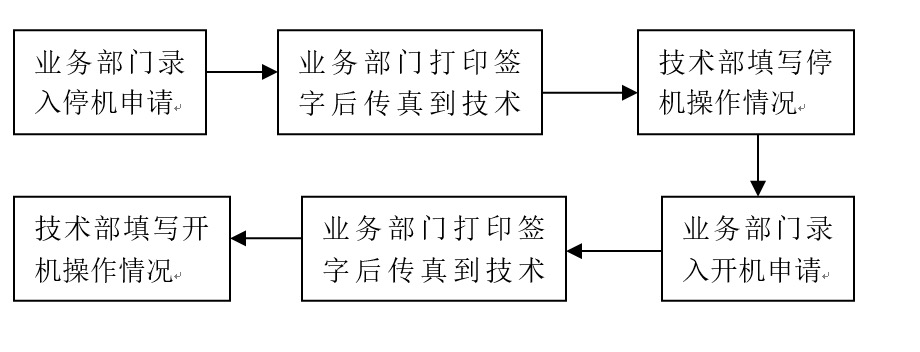 业务部门录
入停机申请
业务部门打印签
字后传真到技术
技术部填写停
机操作情况
业务部门录
入开机申请
业务部门打印签
字后传真到技术
技术部填写开
机操作情况